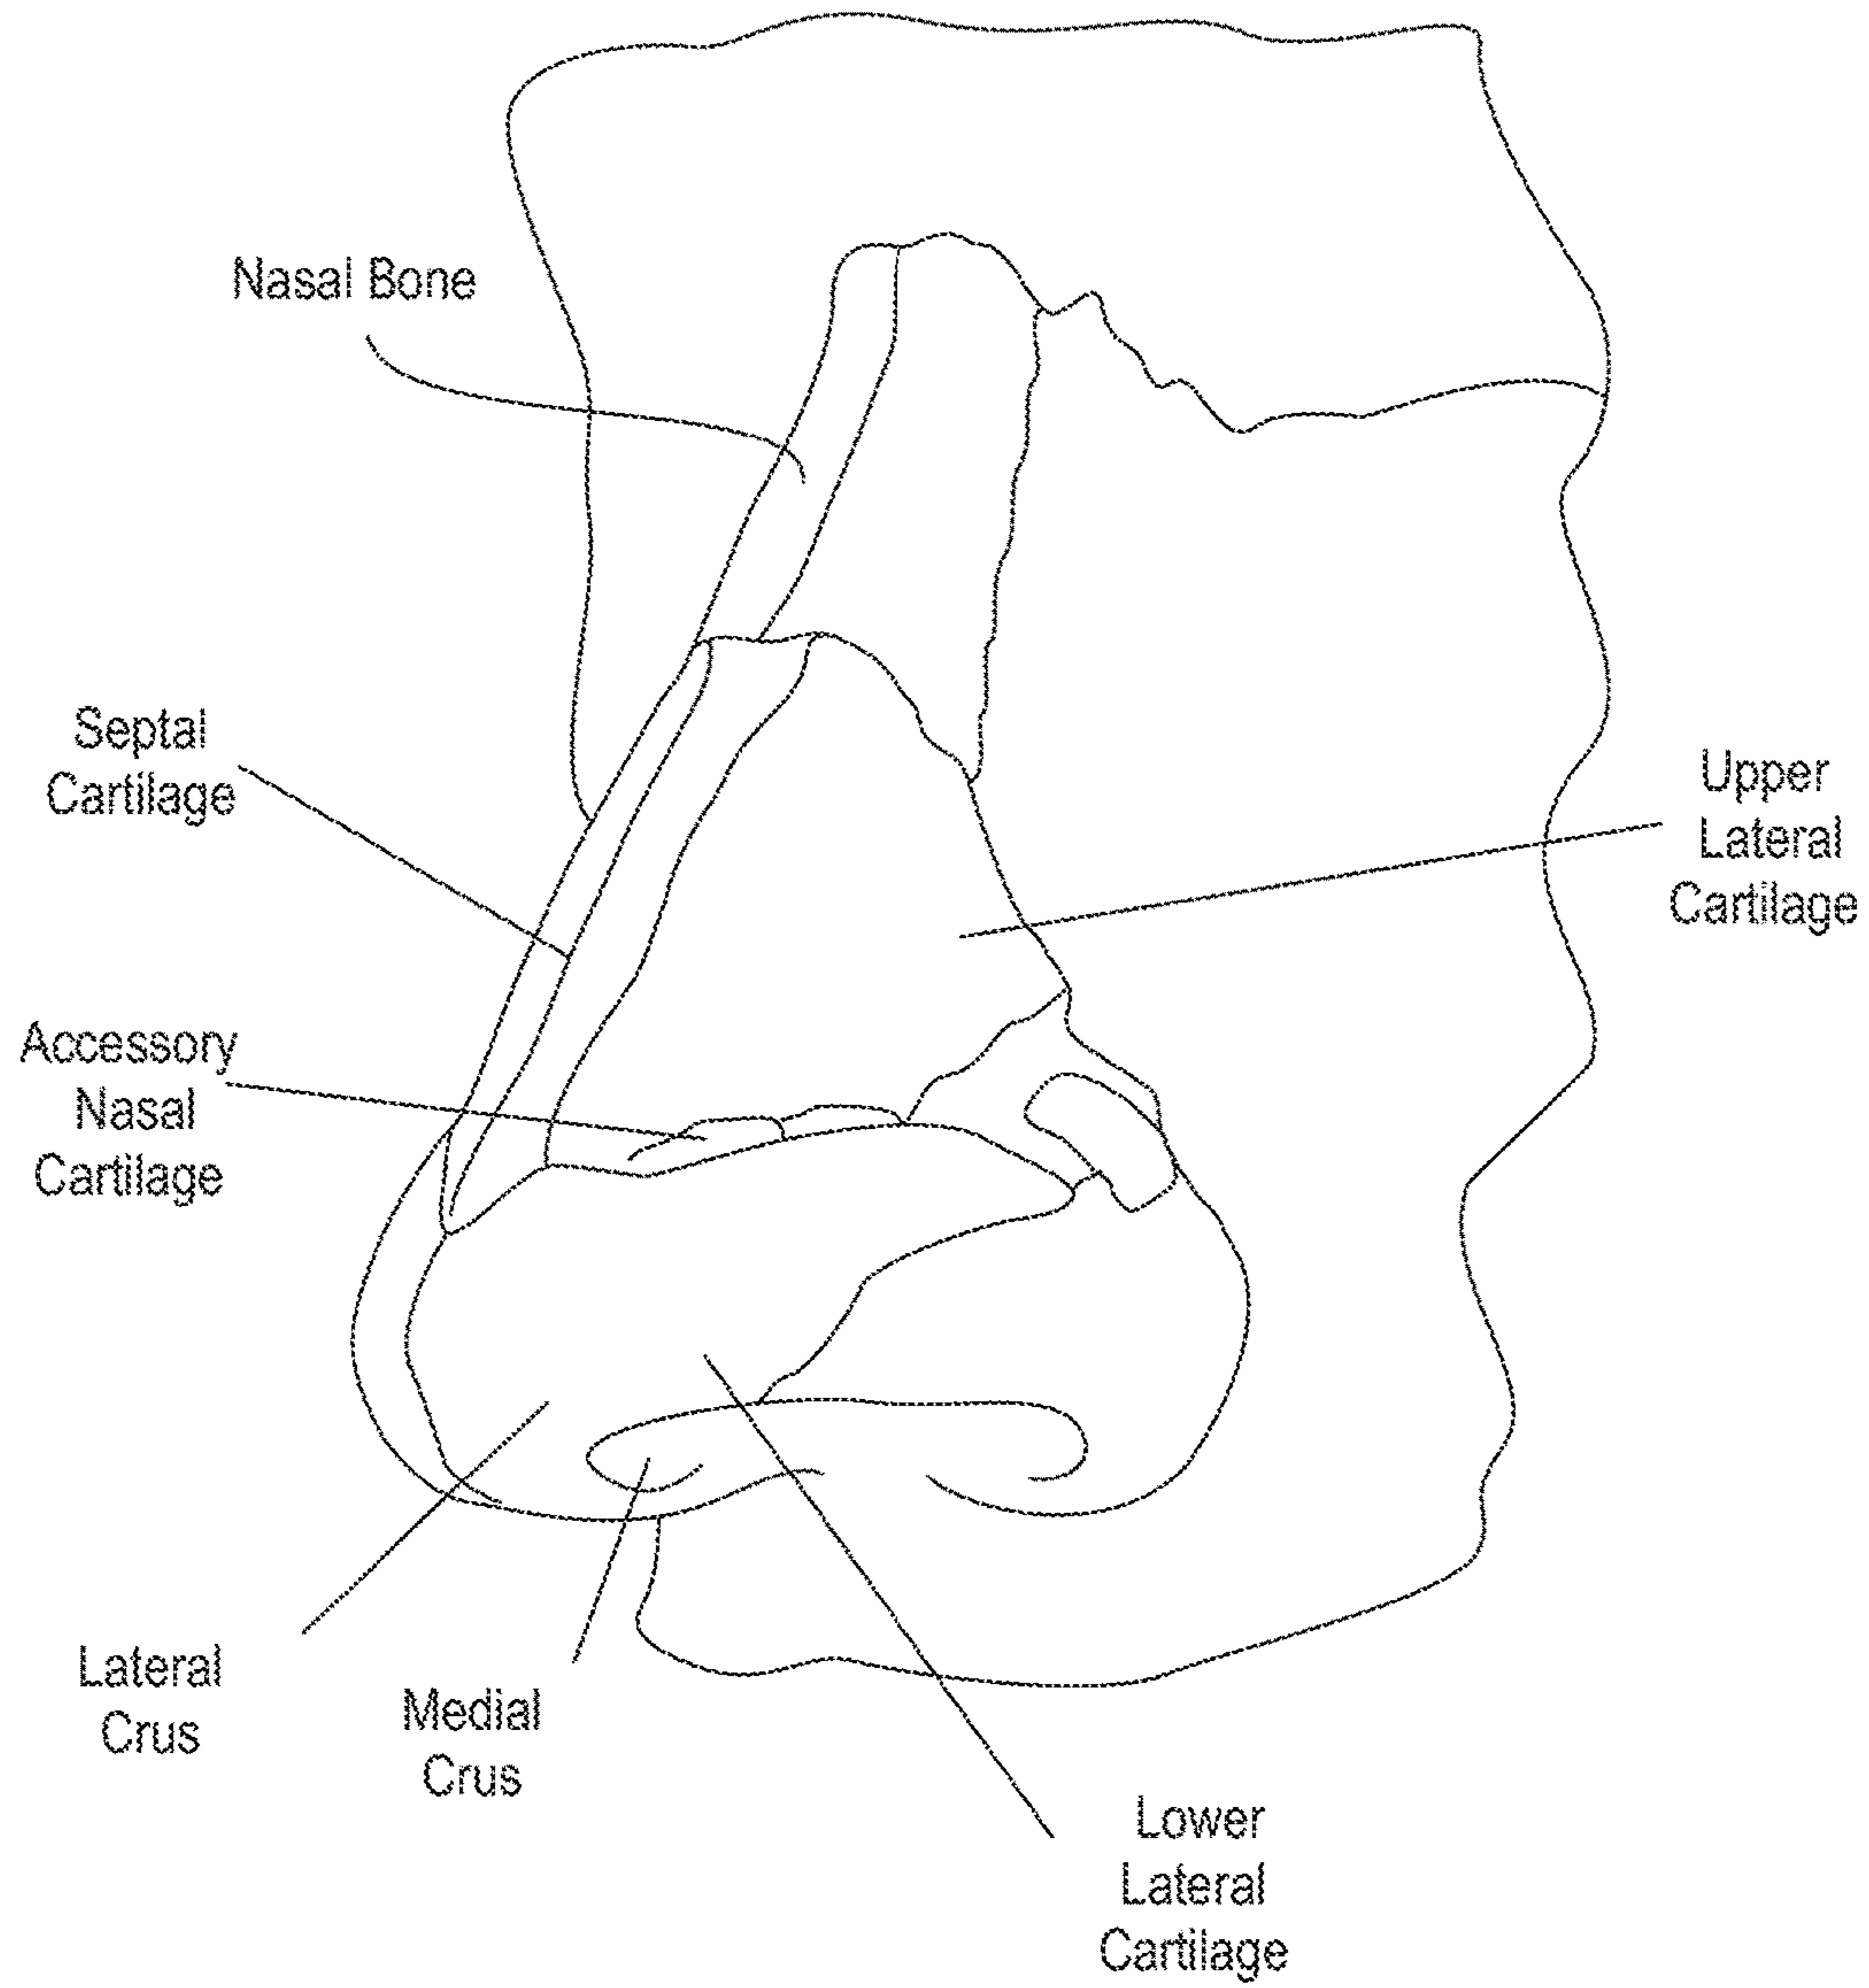 Nasal Bone
Septal
Cartilage
Upper
Lateral
Cartilage
Accessory
Nasal
Cartilage
Lateral
Crus
Medial
Crus
Lower
Lateral
Cartilage